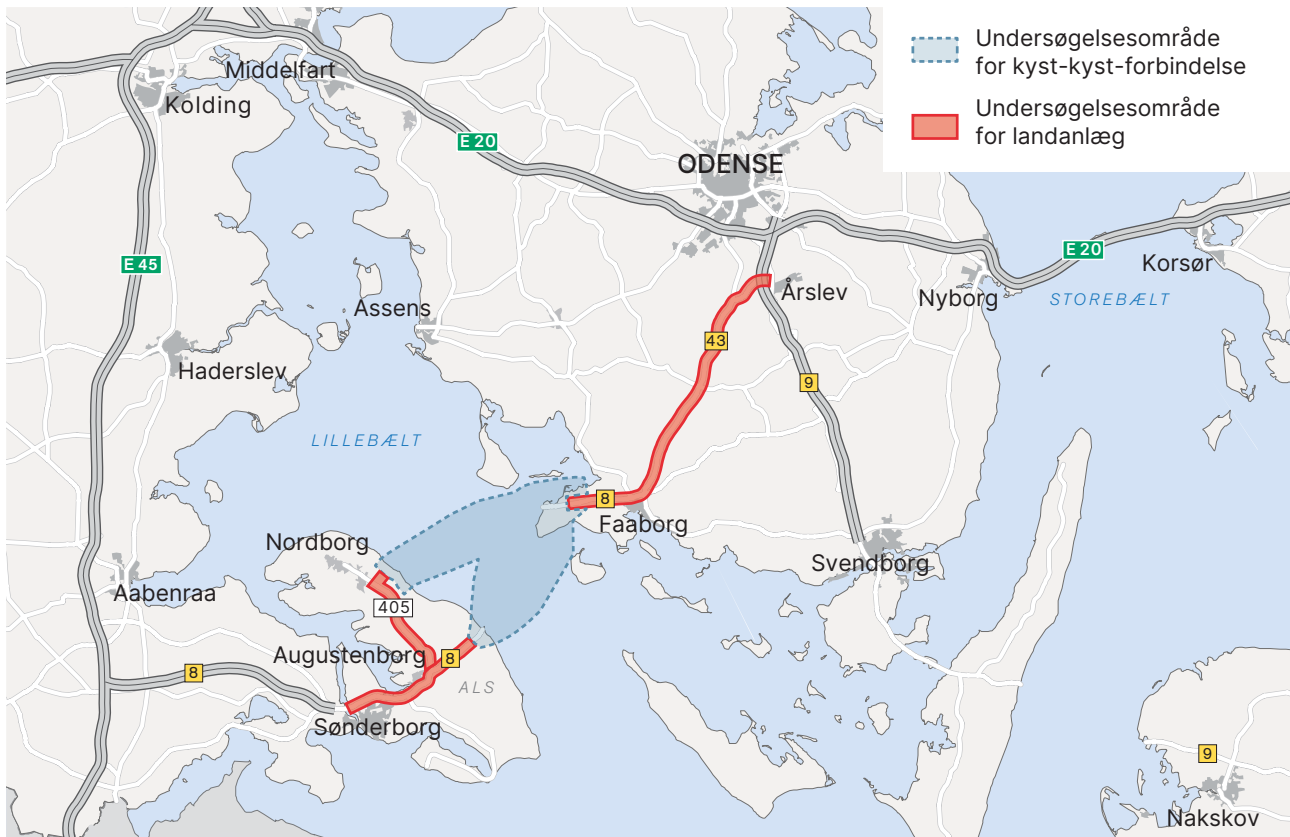 Undersøgelsesområde
for kyst-kyst-forbindelse
Undersøgelsesområde
for landanlæg
Middelfart
Kolding
E 20
ODENSE
E 45
E 20
Korsør
Årslev
Nyborg
STOREBÆLT
Assens
43
Haderslev
9
LILLEBÆLT
8
Faaborg
Nordborg
Svendborg
Aabenraa
405
Augustenborg
8
8
ALS
Sønderborg
9
Nakskov